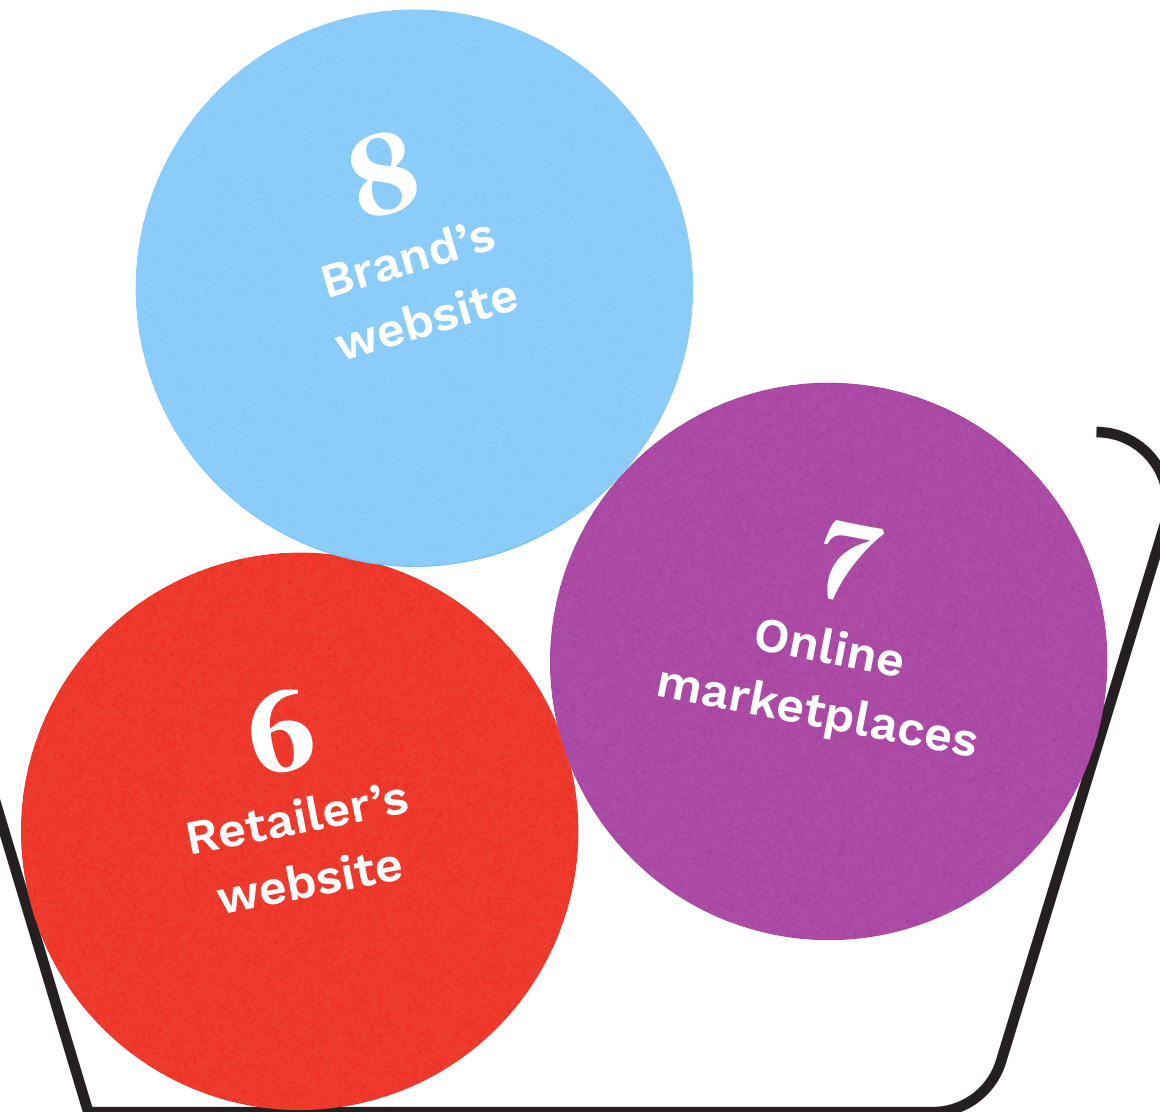 8
Brand’s
website
7
Online
marketplaces
6
Retailer’s
website